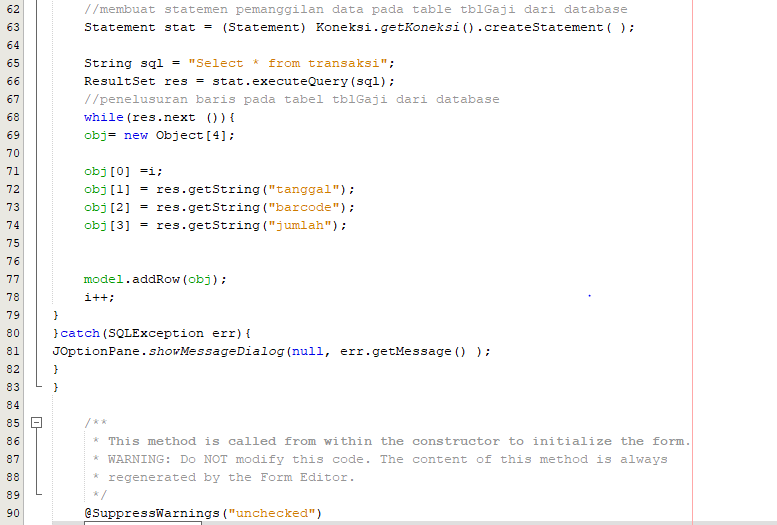 62 //membuat statemen pemanggilan data pada table tblGaji dari database
63 Statement stat = (Statement) Koneksi.getKoneksi().createStatement( );
64
65 String sql = "Select * from transaksi";
66 ResultSet res = stat.executeQuery(sql);
67 //penelusuran baris pada tabel tblGaji dari database
68 while(res.next ()){
69 obj= new Object[4];
70
71 obj[0] =i;
72 obj[1] = res.getString("tanggal");
73 obj[2] = res.getString("barcode");
74 obj[3] = res.getString("jumlah");
75
76
77 model.addRow(obj);
78 i++;
79 }
80 }catch(SQLException err){
81 JOptionPane.showMessageDialog(null, err.getMessage() );
82 }
83 }
84
85 /**
86 * This method is called from within the constructor to initialize the form.
87 * WARNING: Do NOT modify this code. The content of this method is always
88 * regenerated by the Form Editor.
89 */
90 @SuppressWarnings("unchecked")